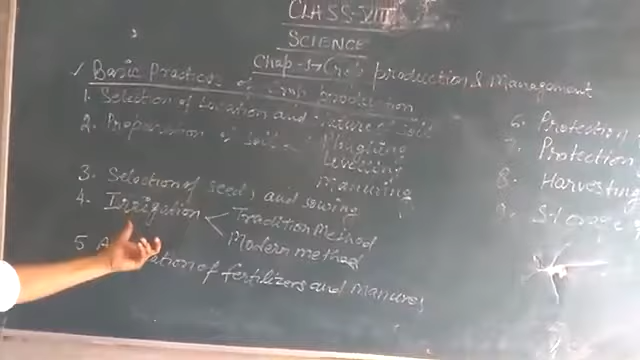 CLASS-VIII
SCIENCE
Chap-1→Crop production & Management
Basic Practices of Crop production
1. Selection of Location and Nature of Soil
2. Preparation of soil
Ploughing
Levelling
Manuring
3. Selection of seeds and sowing
4. Irrigation
Tradition Method
Modern method
5 A ation of fertilizers and manures
6. Protection
7. Protection
8. Harvesting
9. Storage